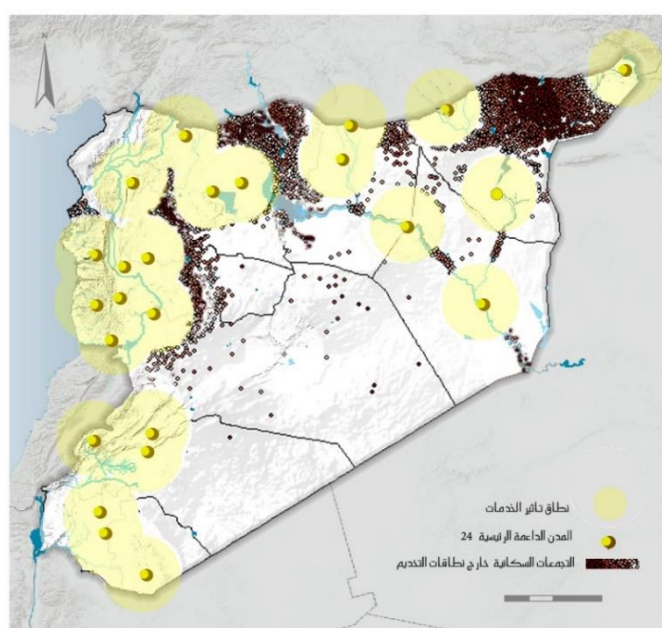 N
نطاق تاثير الخدمات
المدن الداعمة الرئيسية 24
التجمعات السكانية خارج نطاقات التخديم